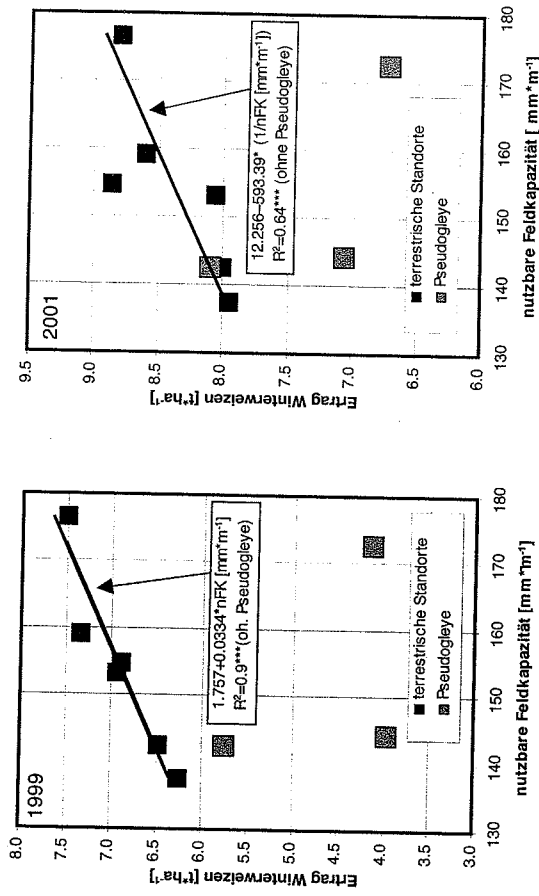 1999
Ertrag Winterweizen [t*ha⁻¹]
8.0
7.5
7.0
6.5
6.0
5.5
5.0
4.5
4.0
3.5
3.0
1.757+0.0334*nFK [mm*m⁻¹]
R²=0.9***(oh. Pseudogleye)
terrestrische Standorte
Pseudogleye
130
140
150
160
170
180
nutzbare Feldkapazität [mm*m⁻¹]
2001
Ertrag Winterweizen [t*ha⁻¹]
9.5
9.0
8.5
8.0
7.5
7.0
6.5
6.0
12.256–593.39* (1/nFK [mm*m⁻¹])
R²=0.64*** (ohne Pseudogleye)
terrestrische Standorte
Pseudogleye
130
140
150
160
170
180
nutzbare Feldkapazität [ mm*m⁻¹]